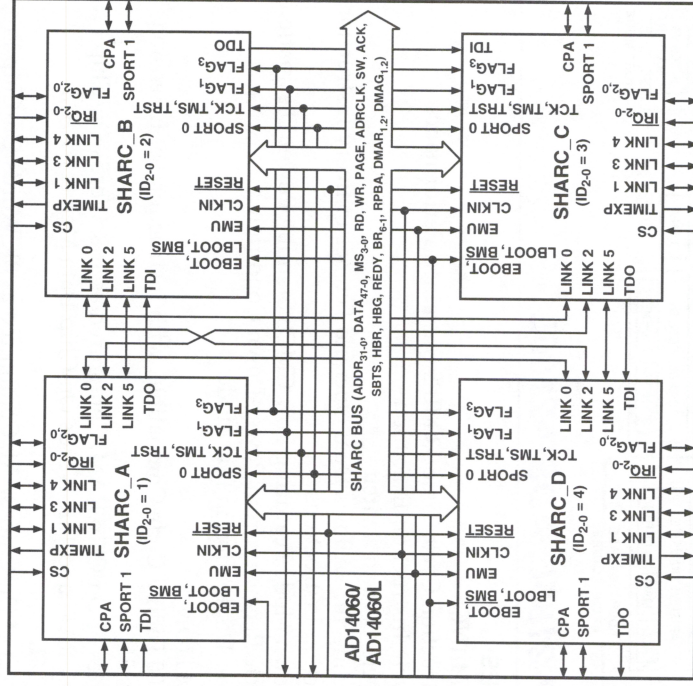 CPA
SPORT 1
TDO
FLAG3
FLAG1
TCK, TMS, TRST
SPORT 0
RESET
CLKIN
EMU
LBOOT, BMS
EBOOT,
FLAG2,0
IRQ2-0
LINK 4
LINK 3
LINK 1
TIMEXP
CS
SHARC_B
(ID2-0 = 2)
LINK 0
LINK 2
LINK 5
TDI
CPA
SPORT 1
TDI
FLAG3
FLAG1
TCK, TMS, TRST
SPORT 0
RESET
CLKIN
EMU
EBOOT, BMS
LBOOT,
FLAG2,0
IRQ2-0
LINK 4
LINK 3
LINK 1
TIMEXP
CS
SHARC_C
(ID2-0 = 3)
LINK 0
LINK 2
LINK 5
TDO
SHARC BUS (ADDR31-0, DATA47-0, MS3-0, RD, WR, PAGE, ADRCLK, SW, ACK,
SBTS, HBR, HBG, REDY, BR6-1, RPBA, DMAR1,2, DMAG1,2)
LINK 0
LINK 2
LINK 5
TDO
FLAG2,0
IRQ2-0
LINK 4
LINK 3
LINK 1
TIMEXP
CS
SHARC_A
(ID2-0 = 1)
FLAG3
FLAG1
TCK, TMS, TRST
SPORT 0
RESET
CLKIN
EMU
LBOOT, BMS
EBOOT,
CPA
SPORT 1
TDI
LINK 0
LINK 2
LINK 5
TDI
FLAG2,0
IRQ2-0
LINK 4
LINK 3
LINK 1
TIMEXP
CS
SHARC_D
(ID2-0 = 4)
FLAG3
FLAG1
TCK, TMS, TRST
SPORT 0
RESET
CLKIN
EMU
LBOOT, BMS
EBOOT,
CPA
SPORT 1
TDO
AD14060/
AD14060L